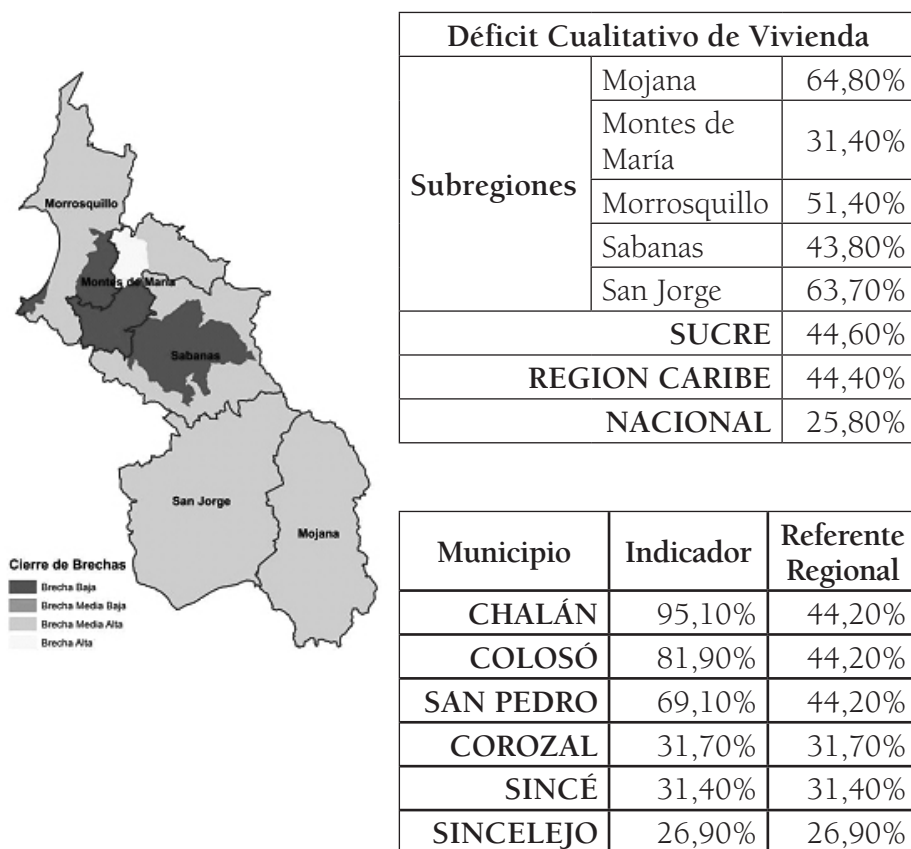 Morrosquillo
Montes de María
Sabanas
San Jorge
Mojana
Cierre de Brechas
Brecha Baja
Brecha Media Baja
Brecha Media Alta
Brecha Alta
Déficit Cualitativo de Vivienda
Subregiones
Mojana 64,80%
Montes de
María 31,40%
Morrosquillo 51,40%
Sabanas 43,80%
San Jorge 63,70%
SUCRE 44,60%
REGION CARIBE 44,40%
NACIONAL 25,80%
Municipio Indicador Referente
Regional
CHALÁN 95,10% 44,20%
COLOSÓ 81,90% 44,20%
SAN PEDRO 69,10% 44,20%
COROZAL 31,70% 31,70%
SINCÉ 31,40% 31,40%
SINCELEJO 26,90% 26,90%